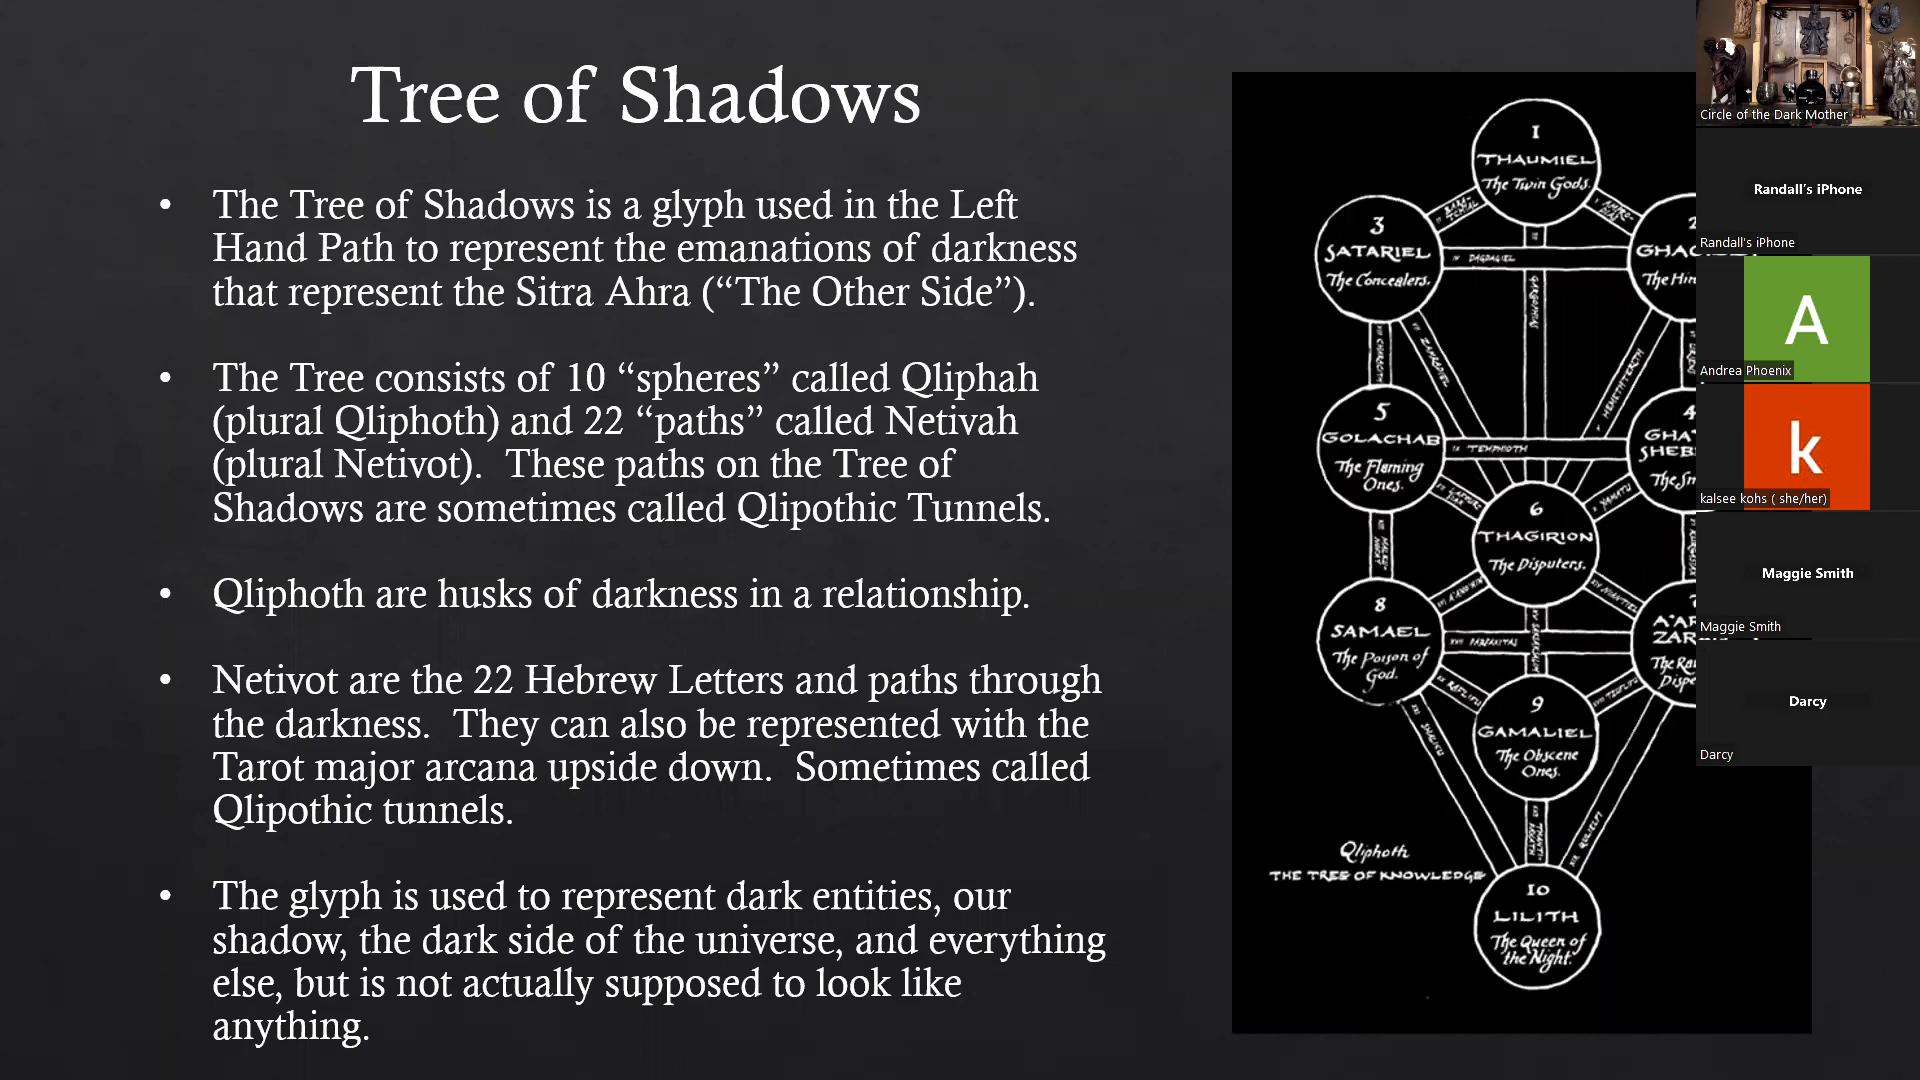 Tree of Shadows
• The Tree of Shadows is a glyph used in the Left
Hand Path to represent the emanations of darkness
that represent the Sitra Ahra (“The Other Side”).
• The Tree consists of 10 “spheres” called Qliphah
(plural Qliphoth) and 22 “paths” called Netivah
(plural Netivot).  These paths on the Tree of
Shadows are sometimes called Qlipothic Tunnels.
• Qliphoth are husks of darkness in a relationship.
• Netivot are the 22 Hebrew Letters and paths through
the darkness.  They can also be represented with the
Tarot major arcana upside down.  Sometimes called
Qlipothic tunnels.
• The glyph is used to represent dark entities, our
shadow, the dark side of the universe, and everything
else, but is not actually supposed to look like
anything.
1
THAUMIEL
The Twin Gods.
3
SATARIEL
The Concealers.
DAGDAGIEL
GARGOPHIAS
ZAMRADIEL
HEMETHTERITH
5
GOLACHAB
The Flaming
Ones.
TEMPHIOTH
YAMATU
6
THAGIRION
The Disputers.
8
SAMAEL
The Poison of
God.
PARFAXITAS
9
GAMALIEL
The Obscene
Ones.
SHALICU
QULIELFI
Qliphoth
THE TREE OF KNOWLEDGE
10
LILITH
The Queen of
the Night.
Circle of the Dark Mother
Randall's iPhone
Randall's iPhone
A
Andrea Phoenix
k
kalsee kohs ( she/her)
Maggie Smith
Maggie Smith
Darcy
Darcy